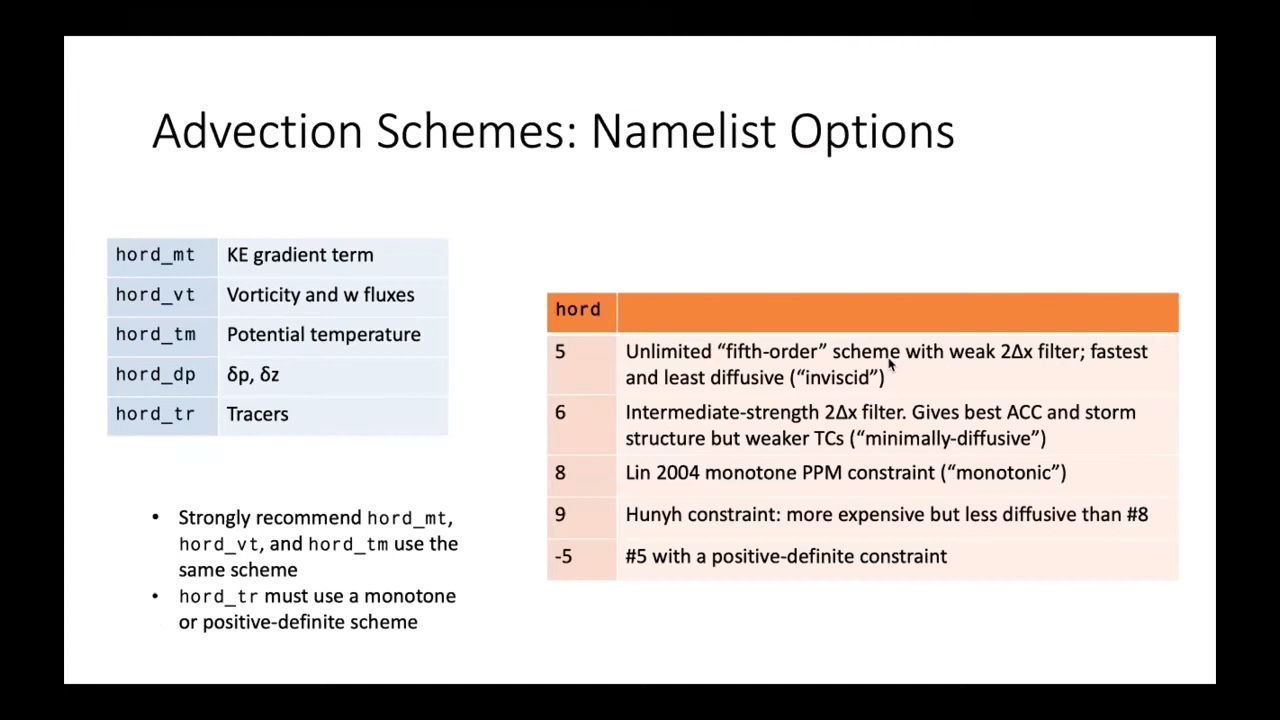 Advection Schemes: Namelist Options
hord_mt KE gradient term
hord_vt Vorticity and w fluxes
hord_tm Potential temperature
hord_dp δp, δz
hord_tr Tracers
• Strongly recommend hord_mt,
hord_vt, and hord_tm use the
same scheme
• hord_tr must use a monotone
or positive-definite scheme
hord
5 Unlimited “fifth-order” scheme with weak 2Δx filter; fastest
and least diffusive (“inviscid”)
6 Intermediate-strength 2Δx filter. Gives best ACC and storm
structure but weaker TCs (“minimally-diffusive”)
8 Lin 2004 monotone PPM constraint (“monotonic”)
9 Hunyh constraint: more expensive but less diffusive than #8
-5 #5 with a positive-definite constraint